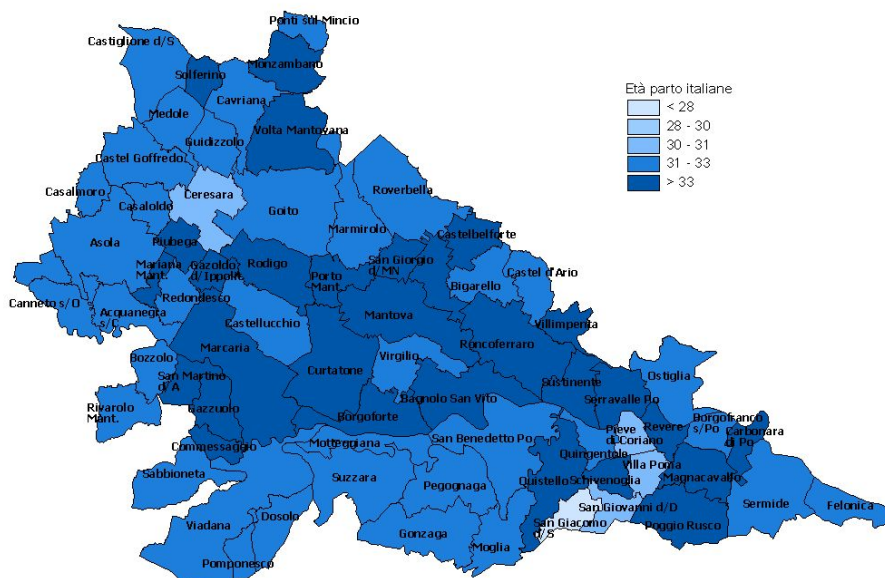 Ponti sul Mincio
Castiglione d/S
Solferino
Monzambano
Cavriana
Medole
Volta Mantovana
Guidizzolo
Castel Goffredo
Casalmoro
Ceresara
Roverbella
Casaloldo
Goito
Asola
Marmirolo
Castelbelforte
Piubega
San Giorgio
d/MN
Mariana
Mant.
Gazoldo
d/Ippolit.
Rodigo
Porto
Mant.
Castel d'Ario
Bigarello
Canneto s/O
Acquanegra
s/C
Redondesco
Castellucchio
Mantova
Villimpenta
Marcaria
Roncoferraro
Bozzolo
Virgilio
San Martino
d/A
Curtatone
Ostiglia
Rivarolo
Mant.
Gazzuolo
Bagnolo San Vito
Sustinente
Serravalle Po
Borgoforte
Borgofranco
s/Po
Commessaggio
Motteggiana
San Benedetto Po
Pieve
di Coriano
Revere
Carbonara
di Po
Quingentole
Sabbioneta
Suzzara
Pegognaga
Quistello
Schivenoglia
Villa Poma
Magnacavallo
Viadana
Dosolo
Gonzaga
San Giacomo
d/S
San Giovanni d/D
Poggio Rusco
Sermide
Felonica
Moglia
Pomponesco
Età parto italiane
< 28
28 - 30
30 - 31
31 - 33
> 33